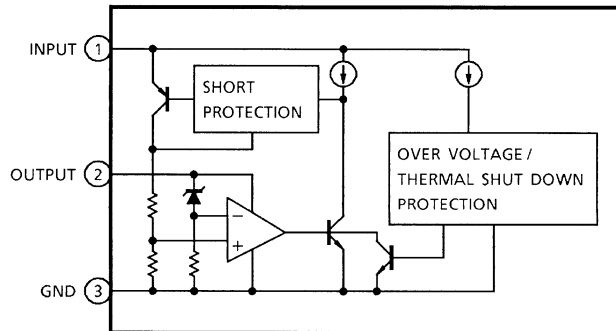 INPUT 1
SHORT
PROTECTION
OVER VOLTAGE /
THERMAL SHUT DOWN
PROTECTION
OUTPUT 2
−
+
GND 3